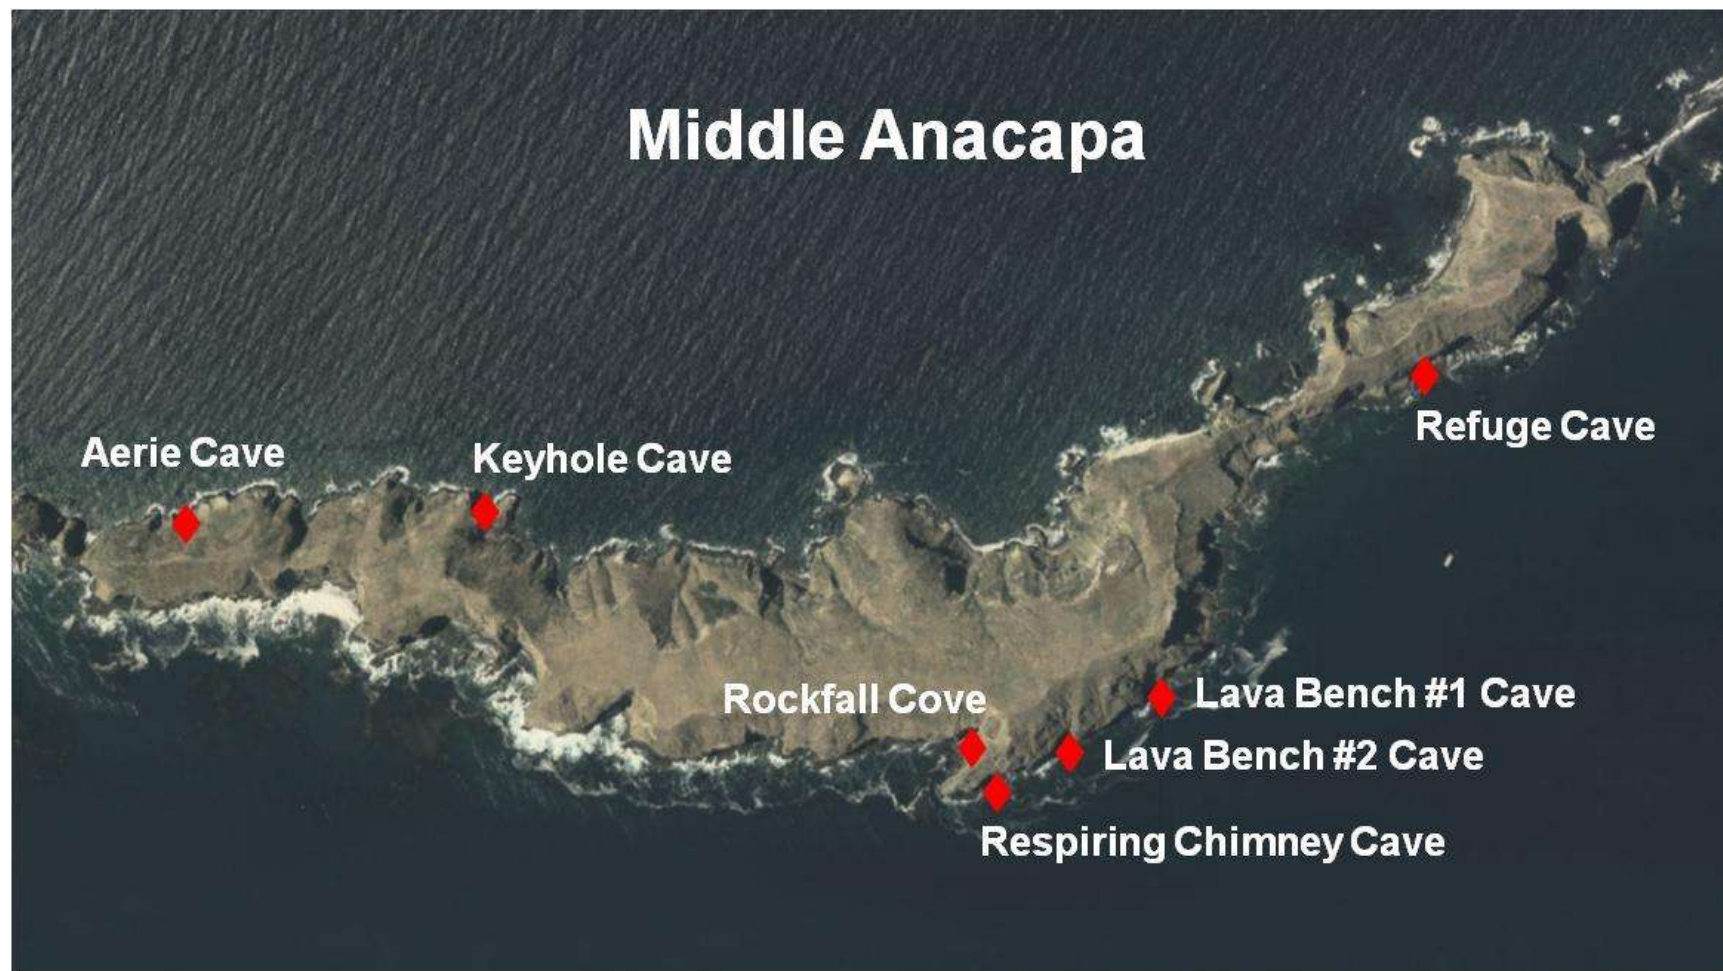 Middle Anacapa
Refuge Cave
Aerie Cave
Keyhole Cave
Rockfall Cove
Lava Bench #1 Cave
Lava Bench #2 Cave
Respiring Chimney Cave